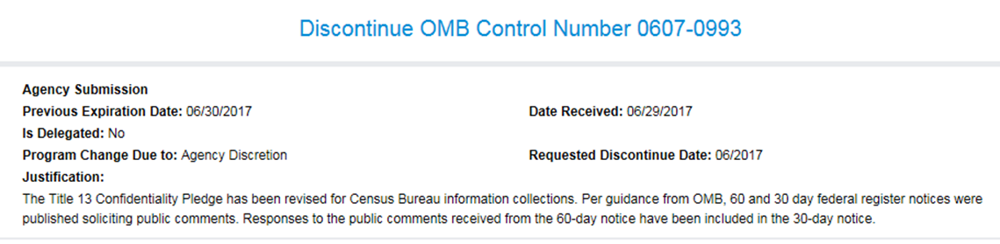 Discontinue OMB Control Number 0607-0993
Agency Submission
Previous Expiration Date: 06/30/2017 Date Received: 06/29/2017
Is Delegated: No
Program Change Due to: Agency Discretion Requested Discontinue Date: 06/2017
Justification:
The Title 13 Confidentiality Pledge has been revised for Census Bureau information collections. Per guidance from OMB, 60 and 30 day federal register notices were
published soliciting public comments. Responses to the public comments received from the 60-day notice have been included in the 30-day notice.